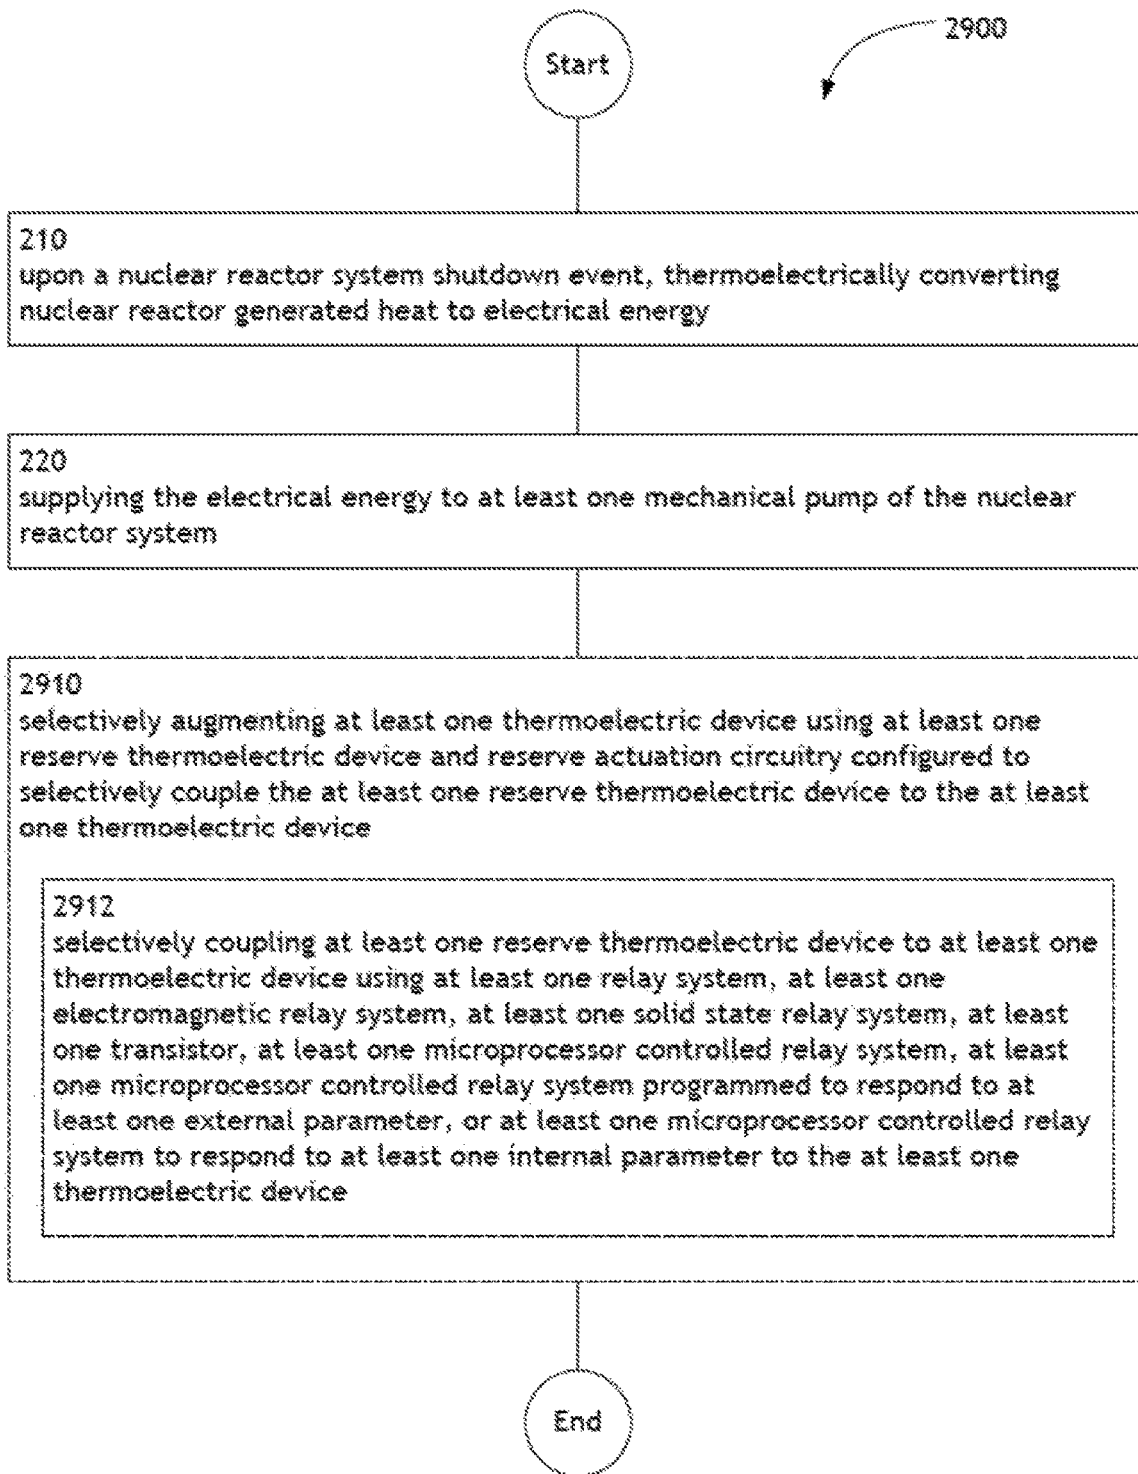 2900
Start
210
upon a nuclear reactor system shutdown event, thermoelectrically converting
nuclear reactor generated heat to electrical energy
220
supplying the electrical energy to at least one mechanical pump of the nuclear
reactor system
2910
selectively augmenting at least one thermoelectric device using at least one
reserve thermoelectric device and reserve actuation circuitry configured to
selectively couple the at least one reserve thermoelectric device to the at least
one thermoelectric device
2912
selectively coupling at least one reserve thermoelectric device to at least one
thermoelectric device using at least one relay system, at least one
electromagnetic relay system, at least one solid state relay system, at least
one transistor, at least one microprocessor controlled relay system, at least
one microprocessor controlled relay system programmed to respond to at
least one external parameter, or at least one microprocessor controlled relay
system to respond to at least one internal parameter to the at least one
thermoelectric device
End